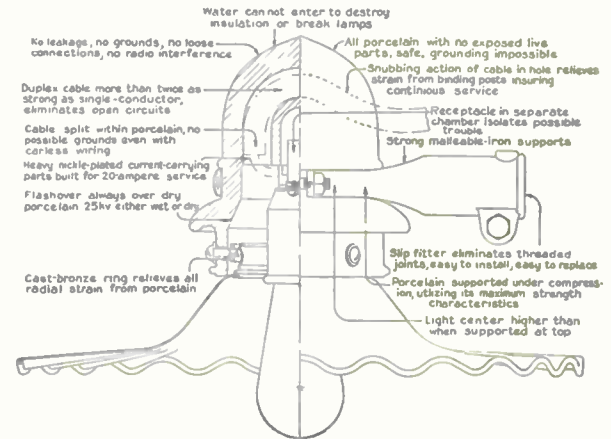 Water cannot enter to destroy
insulation or break lamps
No leakage, no grounds, no loose
connections, no radio interference
All porcelain with no exposed live
parts, safe, grounding impossible
Snubbing action of cable in hole relieves
strain from binding posts insuring
continuous service
Duplex cable more than twice as
strong as single-conductor,
eliminates open circuits
Receptacle in separate
chamber isolates possible
trouble
Cable split within porcelain, no
possible grounds even with
carless wiring
Strong malleable-iron supports
Heavy nickle-plated current-carrying
parts built for 20-ampere service
Flashover always over dry
porcelain 25kv either wet or dry
Slip fitter eliminates threaded
joints, easy to install, easy to replace
Cast-bronze ring relieves all
radial strain from porcelain
Porcelain supported under compress-
ion, utlizing its maximum strength
characteristics
Light center higher than
when supported at top